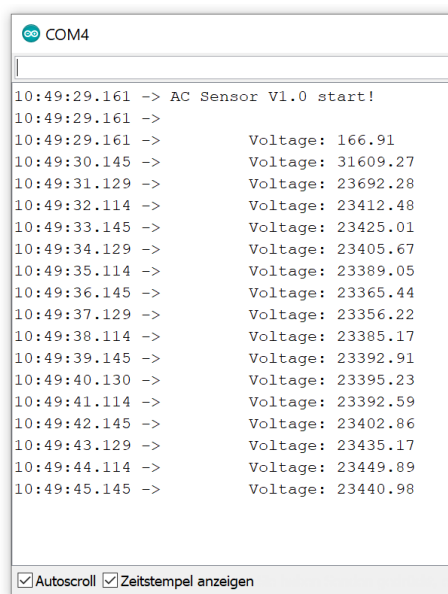 COM4
10:49:29.161 -> AC Sensor V1.0 start!
10:49:29.161 ->
10:49:29.161 -> Voltage: 166.91
10:49:30.145 -> Voltage: 31609.27
10:49:31.129 -> Voltage: 23692.28
10:49:32.114 -> Voltage: 23412.48
10:49:33.145 -> Voltage: 23425.01
10:49:34.129 -> Voltage: 23405.67
10:49:35.114 -> Voltage: 23389.05
10:49:36.145 -> Voltage: 23365.44
10:49:37.129 -> Voltage: 23356.22
10:49:38.114 -> Voltage: 23385.17
10:49:39.145 -> Voltage: 23392.91
10:49:40.130 -> Voltage: 23395.23
10:49:41.114 -> Voltage: 23392.59
10:49:42.145 -> Voltage: 23402.86
10:49:43.129 -> Voltage: 23435.17
10:49:44.114 -> Voltage: 23449.89
10:49:45.145 -> Voltage: 23440.98
Autoscroll Zeitstempel anzeigen